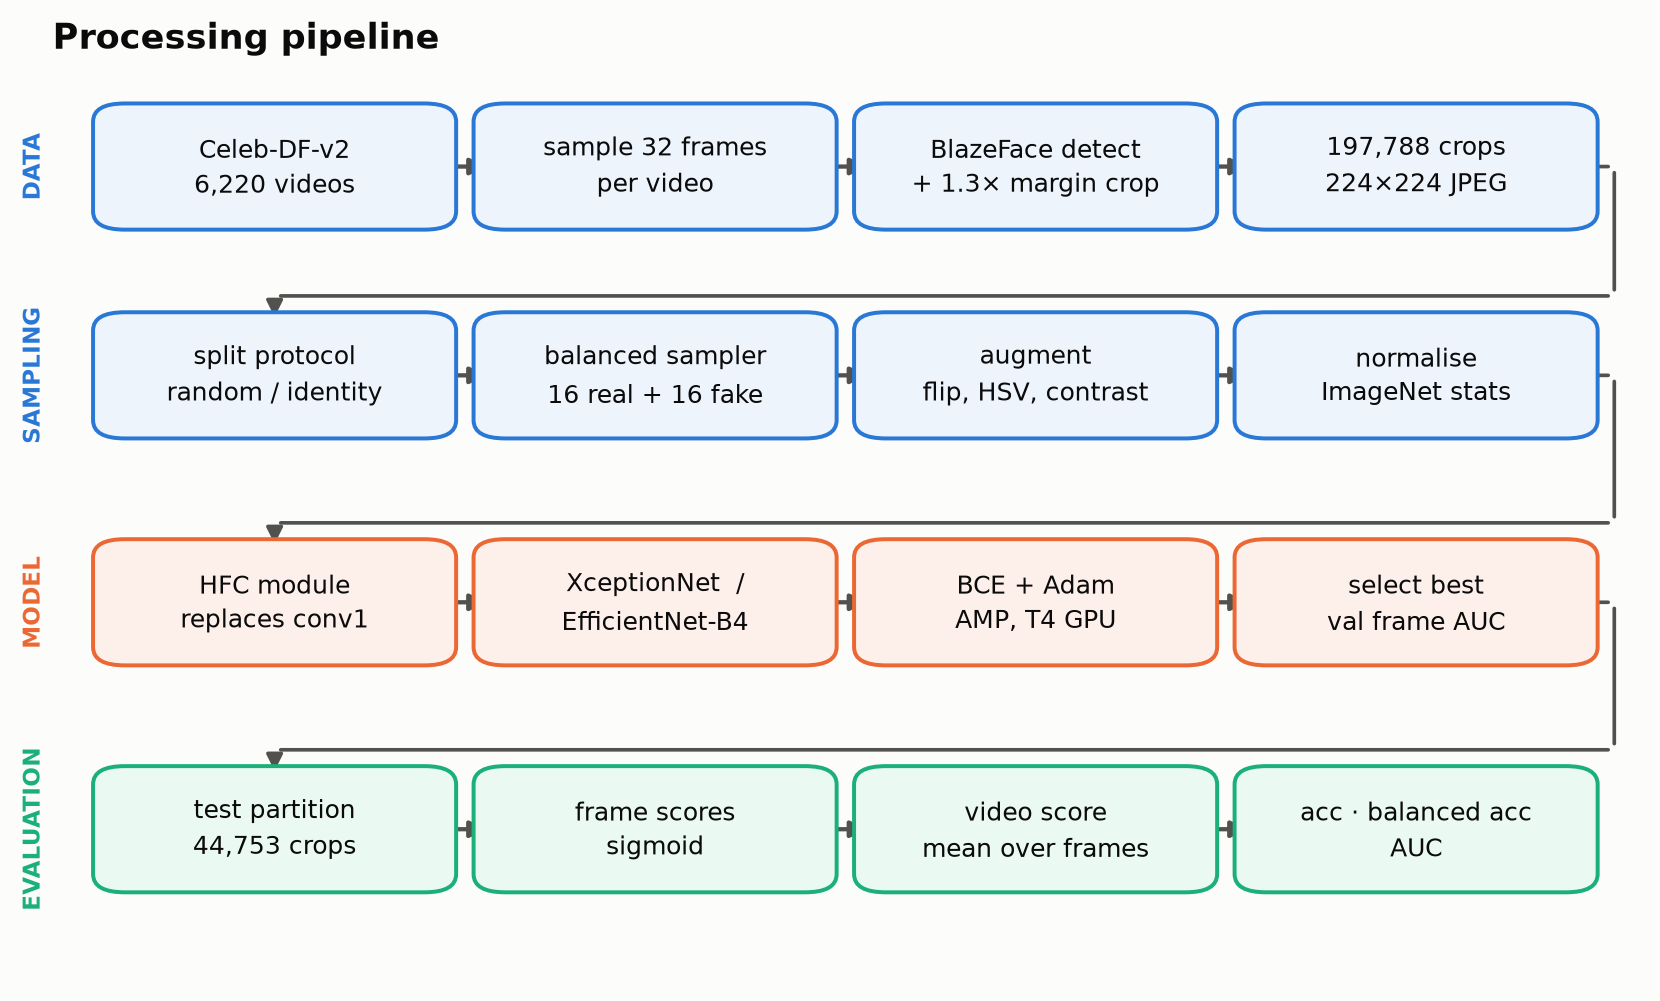 Processing pipeline
DATA
Celeb-DF-v2
6,220 videos
sample 32 frames
per video
BlazeFace detect
+ 1.3× margin crop
197,788 crops
224×224 JPEG
SAMPLING
split protocol
random / identity
balanced sampler
16 real + 16 fake
augment
flip, HSV, contrast
normalise
ImageNet stats
MODEL
HFC module
replaces conv1
XceptionNet /
EfficientNet-B4
BCE + Adam
AMP, T4 GPU
select best
val frame AUC
EVALUATION
test partition
44,753 crops
frame scores
sigmoid
video score
mean over frames
acc · balanced acc
AUC